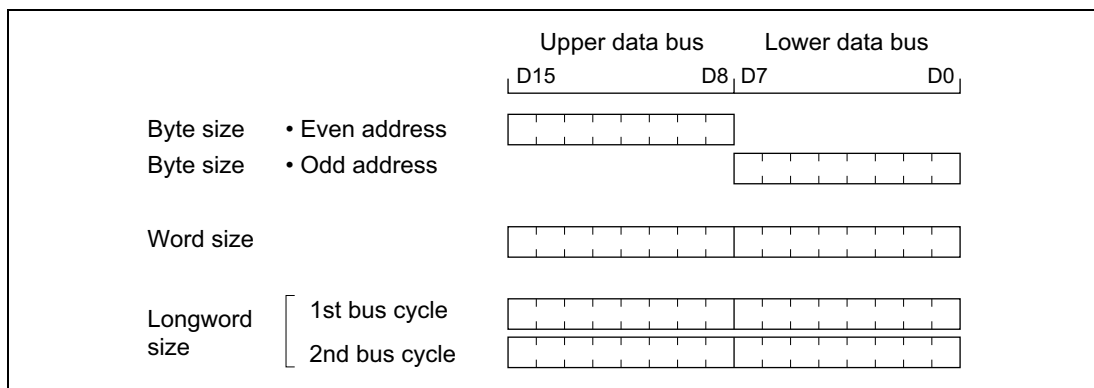 Upper data bus Lower data bus
D15 D8 D7 D0
Byte size • Even address
Byte size • Odd address
Word size
Longword size
1st bus cycle
2nd bus cycle